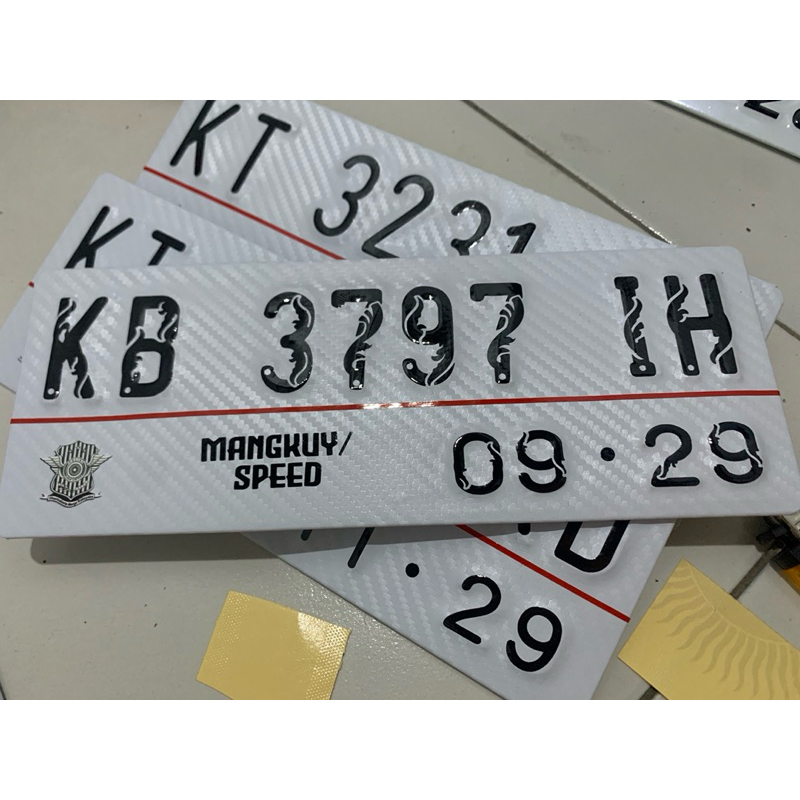 KT 3231
KT
KB 3797 IH
MANGKUY/
SPEED
09·29
D
·29